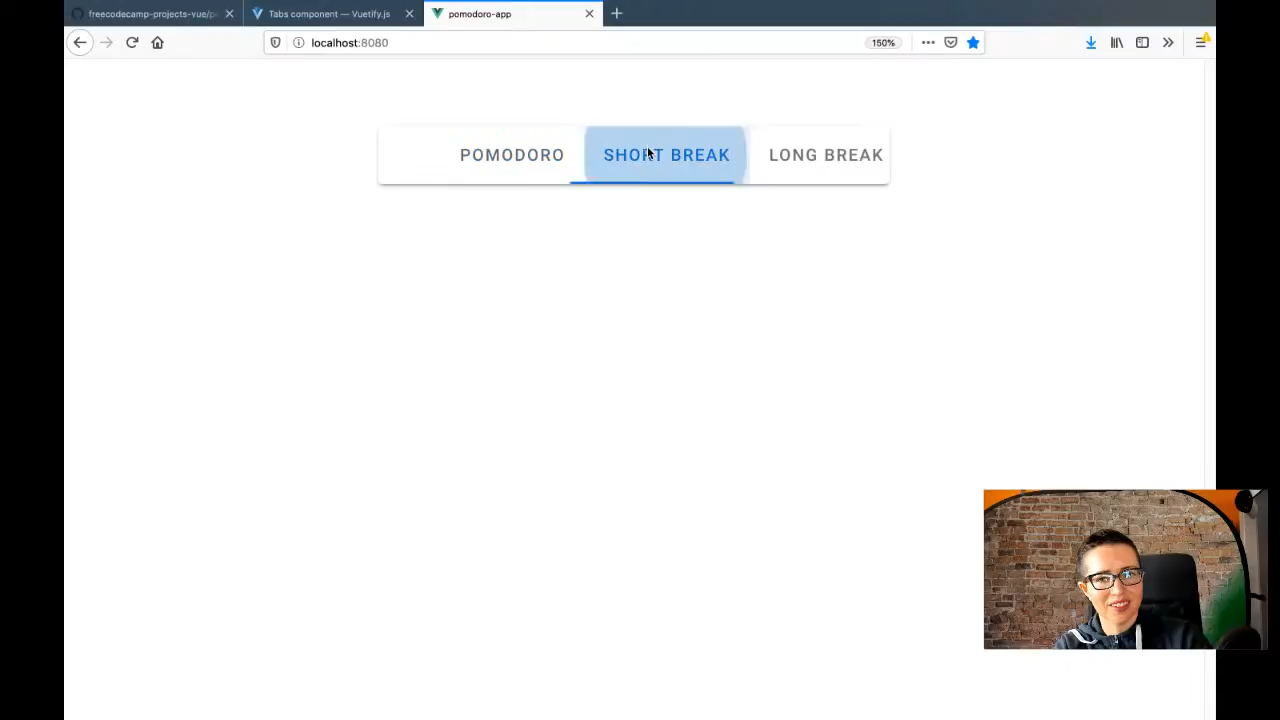 freecodecamp-projects-vue/p
Tabs component — Vuetify.js
pomodoro-app
localhost:8080
150%
POMODORO
SHORT BREAK
LONG BREAK